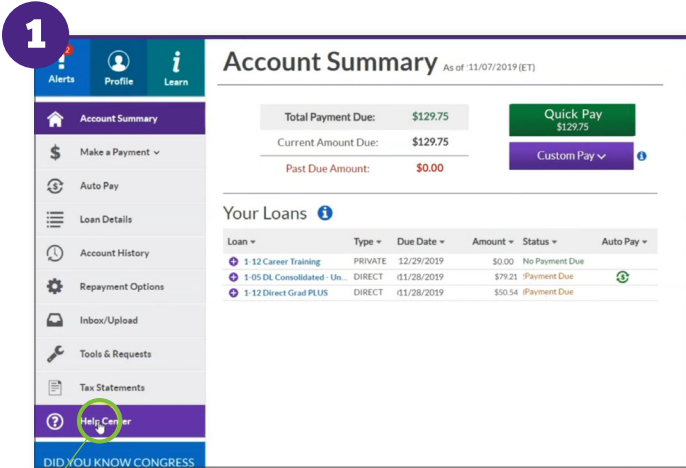 1
2
Alerts
Profile
i
Learn
Account Summary As of :11/07/2019 (ET)
Account Summary
$ Make a Payment
Auto Pay
Loan Details
Account History
Repayment Options
Inbox/Upload
Tools & Requests
Tax Statements
? Help Center
DID YOU KNOW CONGRESS
Total Payment Due: $129.75
Current Amount Due: $129.75
Past Due Amount: $0.00
Quick Pay
$129.75
Custom Pay
i
Your Loans i
Loan Type Due Date Amount Status Auto Pay
1-12 Career Training PRIVATE 12/29/2019 $0.00 No Payment Due
1-05 DL Consolidated - Un... DIRECT 11/28/2019 $79.21 Payment Due $
1-12 Direct Grad PLUS DIRECT 11/28/2019 $50.54 Payment Due